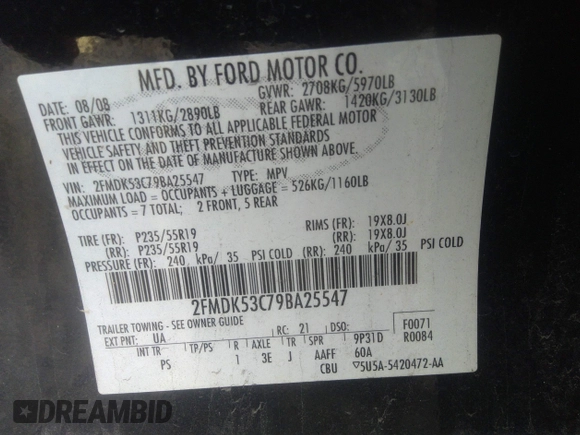 MFD. BY FORD MOTOR CO.
DATE: 08/08 GVWR: 2708KG/5970LB
FRONT GAWR: 1311KG/2890LB REAR GAWR: 1420KG/3130LB
THIS VEHICLE CONFORMS TO ALL APPLICABLE FEDERAL MOTOR
VEHICLE SAFETY AND THEFT PREVENTION STANDARDS
IN EFFECT ON THE DATE OF MANUFACTURE SHOWN ABOVE.
VIN: 2FMDK53C79BA25547 TYPE: MPV
MAXIMUM LOAD = OCCUPANTS + LUGGAGE = 526KG/1160LB
OCCUPANTS = 7 TOTAL; 2 FRONT, 5 REAR
TIRE (FR): P235/55R19 RIMS (FR): 19X8.0J
(RR): P235/55R19 (RR): 19X8.0J
PRESSURE (FR): 240 kPa/ 35 PSI COLD (RR): 240 kPa/ 35 PSI COLD
2FMDK53C79BA25547
TRAILER TOWING - SEE OWNER GUIDE
EXT PNT: UA RC: 21 DSO: F0071
INT TR TP/PS R AXLE TR SPR 9P31D R0084
PS 1 3E J AAFF 60A
CBU ▽5U5A-5420472-AA
DREAMBID